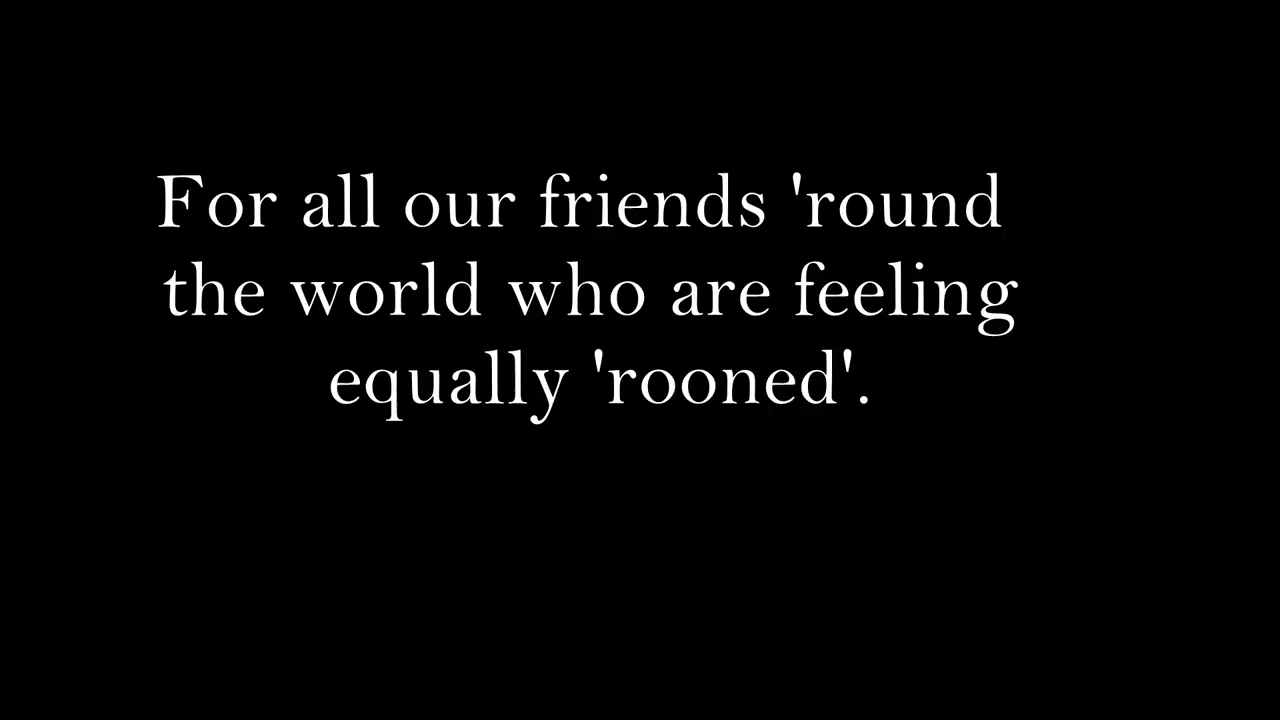 For all our friends 'round
the world who are feeling
equally 'rooned'.